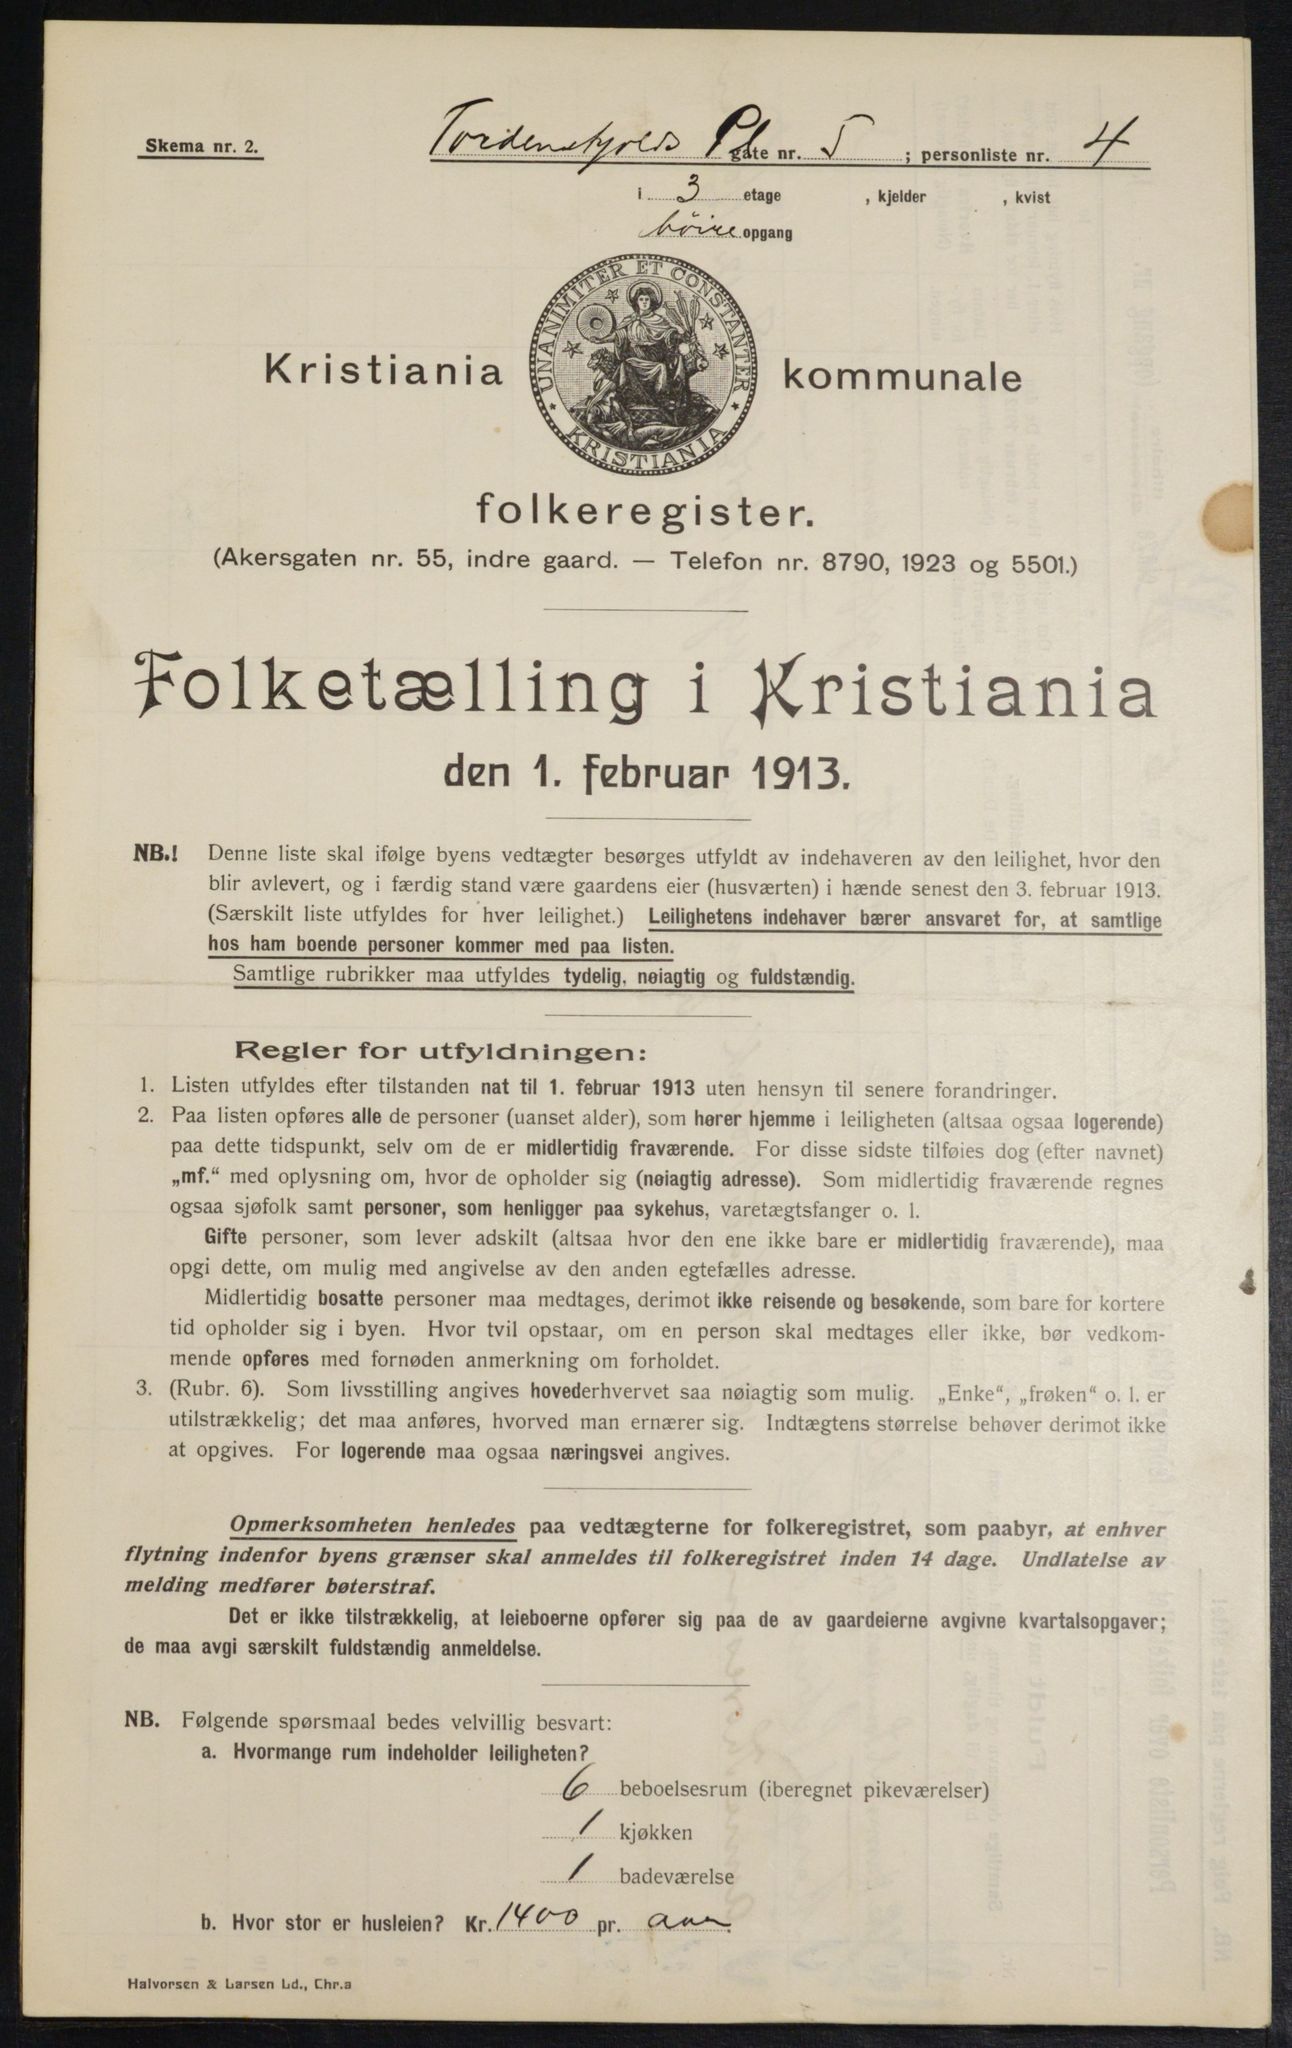 Skema nr. 2.
Tordenskjolds Pl gate nr. 5 ; personliste nr. 4
i 3 etage , kjelder , kvist
høire opgang
UNANIMITER ET CONSTANTER
KRISTIANIA
Kristiania kommunale
folkeregister.
(Akersgaten nr. 55, indre gaard. — Telefon nr. 8790, 1923 og 5501.)
Folketælling i Kristiania
den 1. februar 1913.
NB.! Denne liste skal ifølge byens vedtægter besørges utfyldt av indehaveren av den leilighet, hvor den
blir avlevert, og i færdig stand være gaardens eier (husværten) i hænde senest den 3. februar 1913.
(Særskilt liste utfyldes for hver leilighet.) Leilighetens indehaver bærer ansvaret for, at samtlige
hos ham boende personer kommer med paa listen.
Samtlige rubrikker maa utfyldes tydelig, nøiagtig og fuldstændig.
Regler for utfyldningen:
1. Listen utfyldes efter tilstanden nat til 1. februar 1913 uten hensyn til senere forandringer.
2. Paa listen opføres alle de personer (uanset alder), som hører hjemme i leiligheten (altsaa ogsaa logerende)
paa dette tidspunkt, selv om de er midlertidig fraværende. For disse sidste tilføies dog (efter navnet)
„mf.“ med oplysning om, hvor de opholder sig (nøiagtig adresse). Som midlertidig fraværende regnes
ogsaa sjøfolk samt personer, som henligger paa sykehus, varetægtsfanger o. l.
Gifte personer, som lever adskilt (altsaa hvor den ene ikke bare er midlertidig fraværende), maa
opgi dette, om mulig med angivelse av den anden egtefælles adresse.
Midlertidig bosatte personer maa medtages, derimot ikke reisende og besøkende, som bare for kortere
tid opholder sig i byen. Hvor tvil opstaar, om en person skal medtages eller ikke, bør vedkom-
mende opføres med fornøden anmerkning om forholdet.
3. (Rubr. 6). Som livsstilling angives hovederhvervet saa nøiagtig som mulig. „Enke“, „frøken“ o. l. er
utilstrækkelig; det maa anføres, hvorved man ernærer sig. Indtægtens størrelse behøver derimot ikke
at opgives. For logerende maa ogsaa næringsvei angives.
Opmerksomheten henledes paa vedtægterne for folkeregistret, som paabyr, at enhver
flytning indenfor byens grænser skal anmeldes til folkeregistret inden 14 dage. Undlatelse av
melding medfører bøterstraf.
Det er ikke tilstrækkelig, at leieboerne opfører sig paa de av gaardeierne avgivne kvartalsopgaver;
de maa avgi særskilt fuldstændig anmeldelse.
NB. Følgende spørsmaal bedes velvillig besvart:
a. Hvormange rum indeholder leiligheten?
6 beboelsesrum (iberegnet pikeværelser)
1 kjøkken
1 badeværelse
b. Hvor stor er husleien? Kr. 1400 pr. aar.
Halvorsen & Larsen Ld., Chr.a